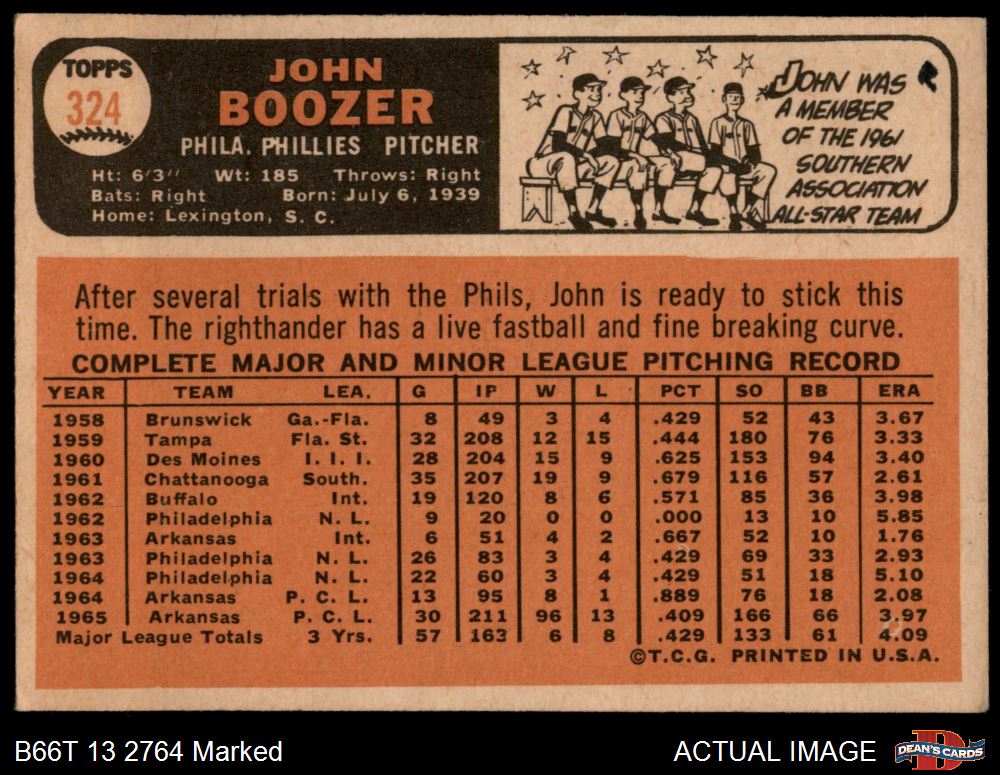 TOPPS
324
JOHN
BOOZER
PHILA. PHILLIES PITCHER
Ht: 6'3" Wt: 185 Throws: Right
Bats: Right Born: July 6, 1939
Home: Lexington, S. C.
JOHN WAS
A MEMBER
OF THE 1961
SOUTHERN
ASSOCIATION
ALL-STAR TEAM
After several trials with the Phils, John is ready to stick this
time. The righthander has a live fastball and fine breaking curve.
COMPLETE MAJOR AND MINOR LEAGUE PITCHING RECORD
YEAR TEAM LEA. G IP W L PCT SO BB ERA
1958 Brunswick Ga.-Fla. 8 49 3 4 .429 52 43 3.67
1959 Tampa Fla. St. 32 208 12 15 .444 180 76 3.33
1960 Des Moines I. I. I. 28 204 15 9 .625 153 94 3.40
1961 Chattanooga South. 35 207 19 9 .679 116 57 2.61
1962 Buffalo Int. 19 120 8 6 .571 85 36 3.98
1962 Philadelphia N. L. 9 20 0 0 .000 13 10 5.85
1963 Arkansas Int. 6 51 4 2 .667 52 10 1.76
1963 Philadelphia N. L. 26 83 3 4 .429 69 33 2.93
1964 Philadelphia N. L. 22 60 3 4 .429 51 18 5.10
1964 Arkansas P. C. L. 13 95 8 1 .889 76 18 2.08
1965 Arkansas P. C. L. 30 211 96 13 .409 166 66 3.97
Major League Totals 3 Yrs. 57 163 6 8 .429 133 61 4.09
©T.C.G. PRINTED IN U.S.A.
B66T 13 2764 Marked
ACTUAL IMAGE
D
DEAN'S CARDS